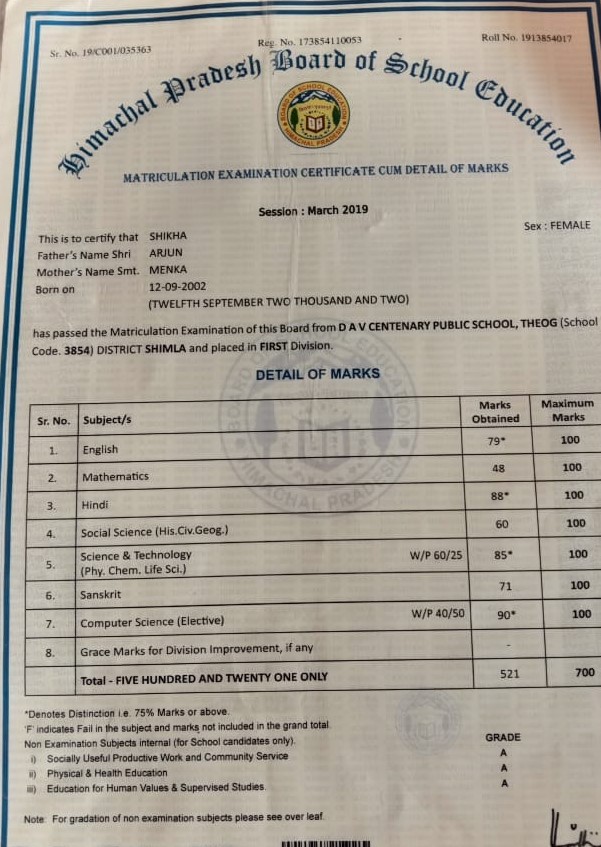 Sr. No. 19/C001/035363
Reg. No. 173854110053
Roll No. 1913854017
Himachal Pradesh Board of School Education
BOARD OF SCHOOL EDUCATION
HIMACHAL PRADESH
MATRICULATION EXAMINATION CERTIFICATE CUM DETAIL OF MARKS
Session : March 2019
Sex : FEMALE
This is to certify that SHIKHA
Father's Name Shri ARJUN
Mother's Name Smt. MENKA
Born on 12-09-2002
(TWELFTH SEPTEMBER TWO THOUSAND AND TWO)
has passed the Matriculation Examination of this Board from D A V CENTENARY PUBLIC SCHOOL, THEOG (School
Code. 3854) DISTRICT SHIMLA and placed in FIRST Division.
DETAIL OF MARKS
Sr. No. Subject/s Marks Obtained Maximum Marks
1. English 79* 100
2. Mathematics 48 100
3. Hindi 88* 100
4. Social Science (His.Civ.Geog.) 60 100
5. Science & Technology (Phy. Chem. Life Sci.) W/P 60/25 85* 100
6. Sanskrit 71 100
7. Computer Science (Elective) W/P 40/50 90* 100
8. Grace Marks for Division Improvement, if any -
Total - FIVE HUNDRED AND TWENTY ONE ONLY 521 700
*Denotes Distinction i.e. 75% Marks or above.
'F' indicates Fail in the subject and marks not included in the grand total.
Non Examination Subjects internal (for School candidates only). GRADE
i) Socially Useful Productive Work and Community Service A
ii) Physical & Health Education A
iii) Education for Human Values & Supervised Studies A
Note: For gradation of non examination subjects please see over leaf.